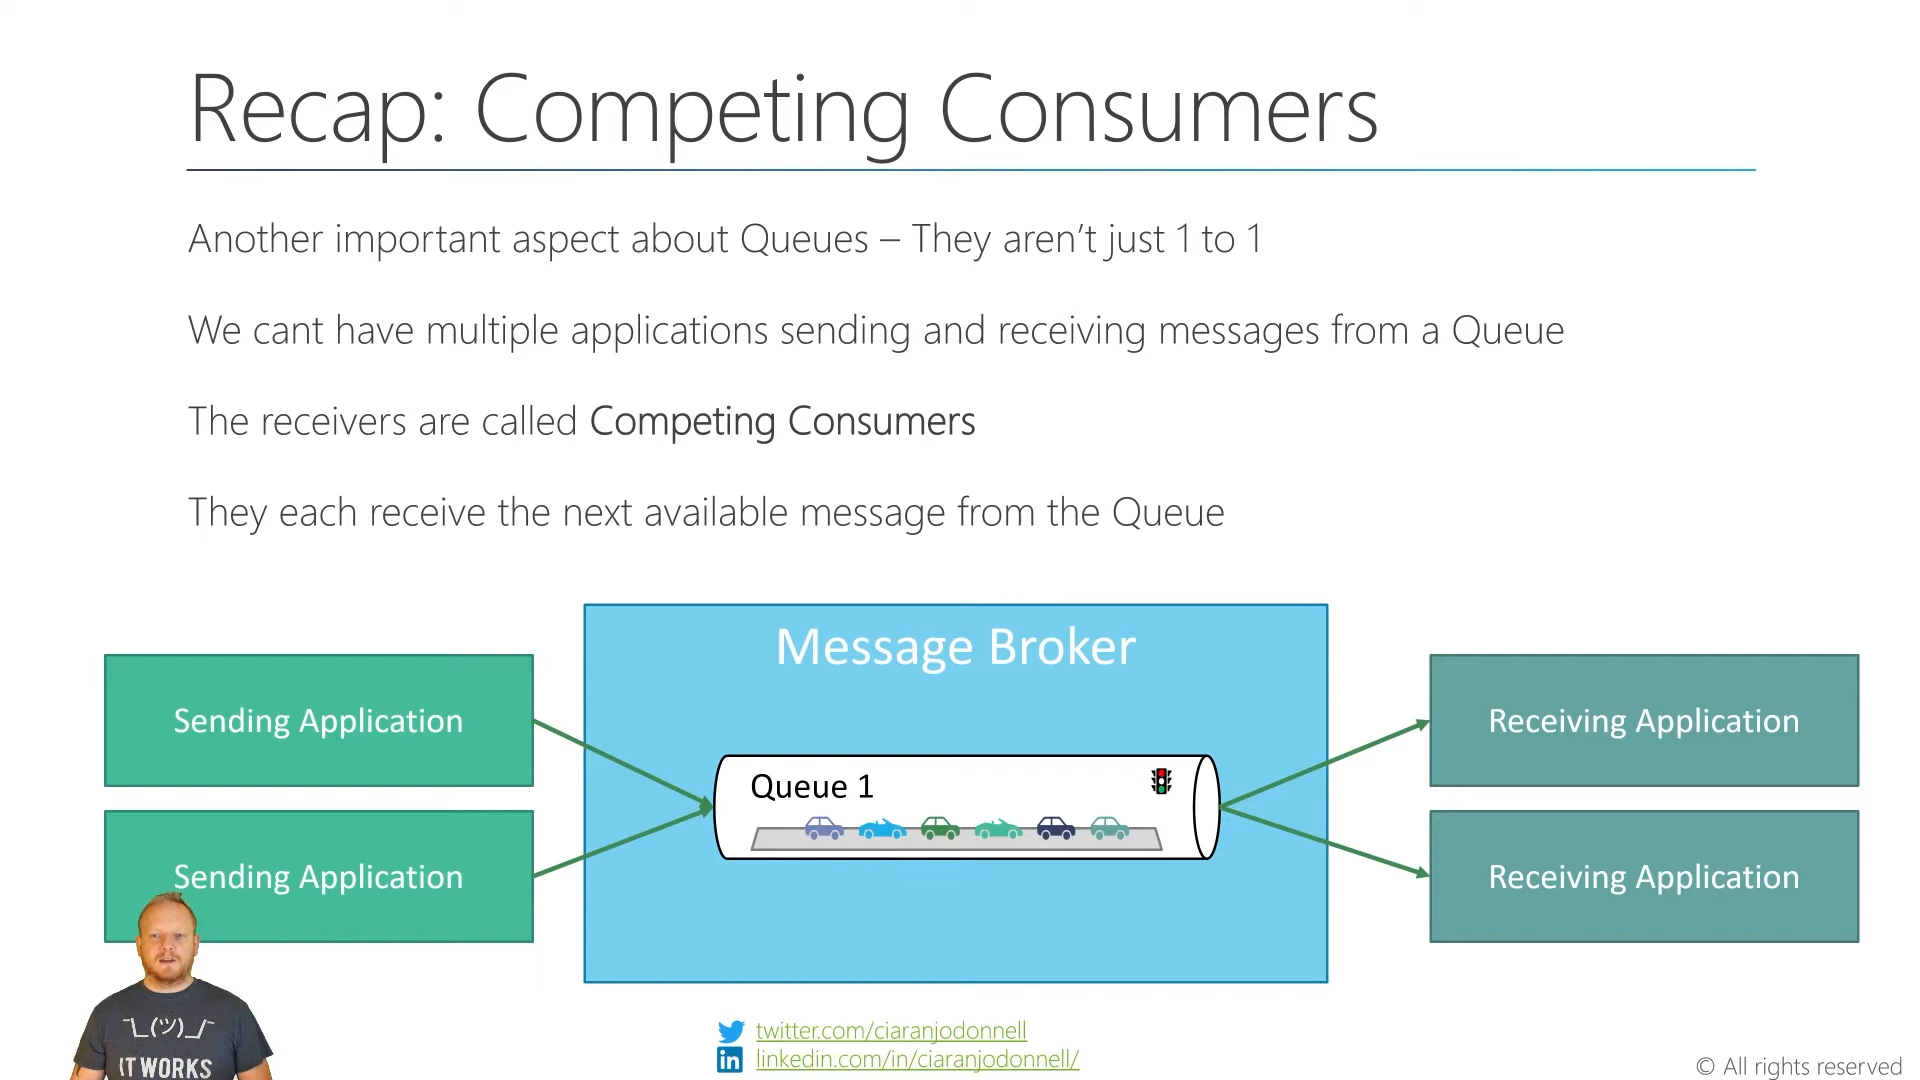 Recap: Competing Consumers
Another important aspect about Queues – They aren’t just 1 to 1
We cant have multiple applications sending and receiving messages from a Queue
The receivers are called Competing Consumers
They each receive the next available message from the Queue
Message Broker
Sending Application
Sending Application
Queue 1
Receiving Application
Receiving Application
¯\_(ツ)_/¯
IT WORKS
twitter.com/ciaranjodonnell
linkedin.com/in/ciaranjodonnell/
© All rights reserved